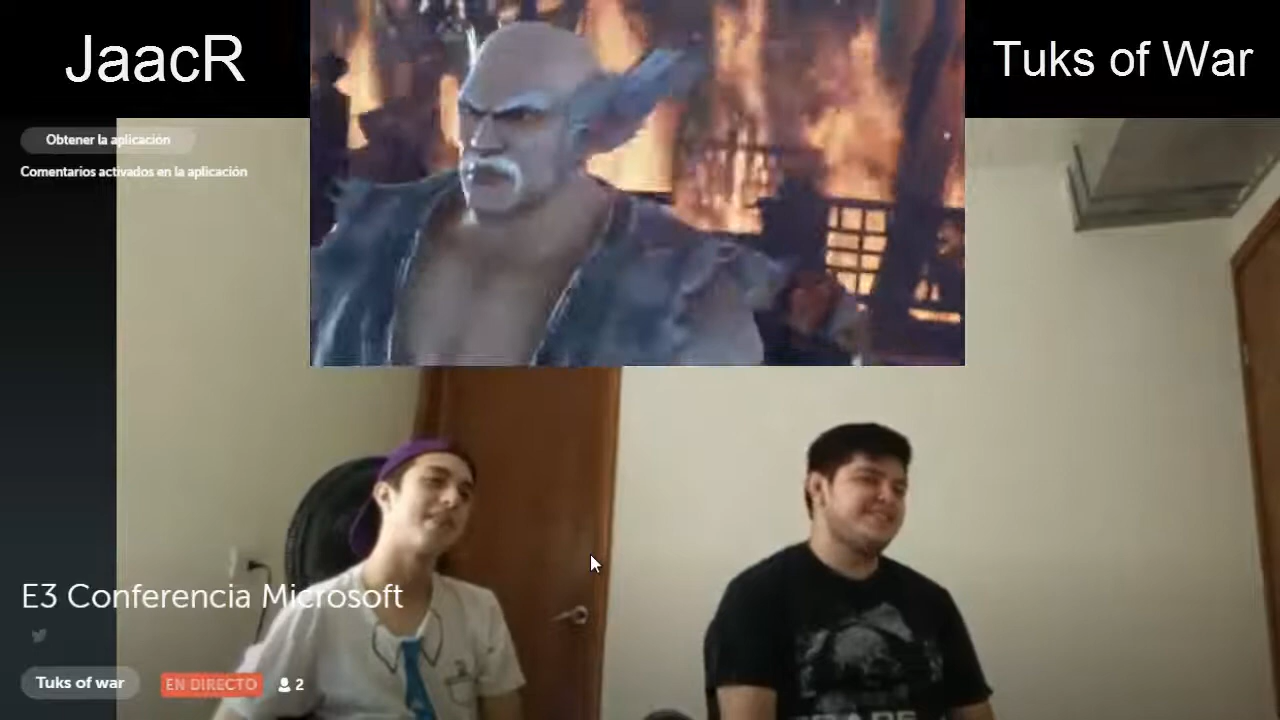 JaacR
Tuks of War
Obtener la aplicación
Comentarios activados en la aplicación
E3 Conferencia Microsoft
Tuks of war
EN DIRECTO
2